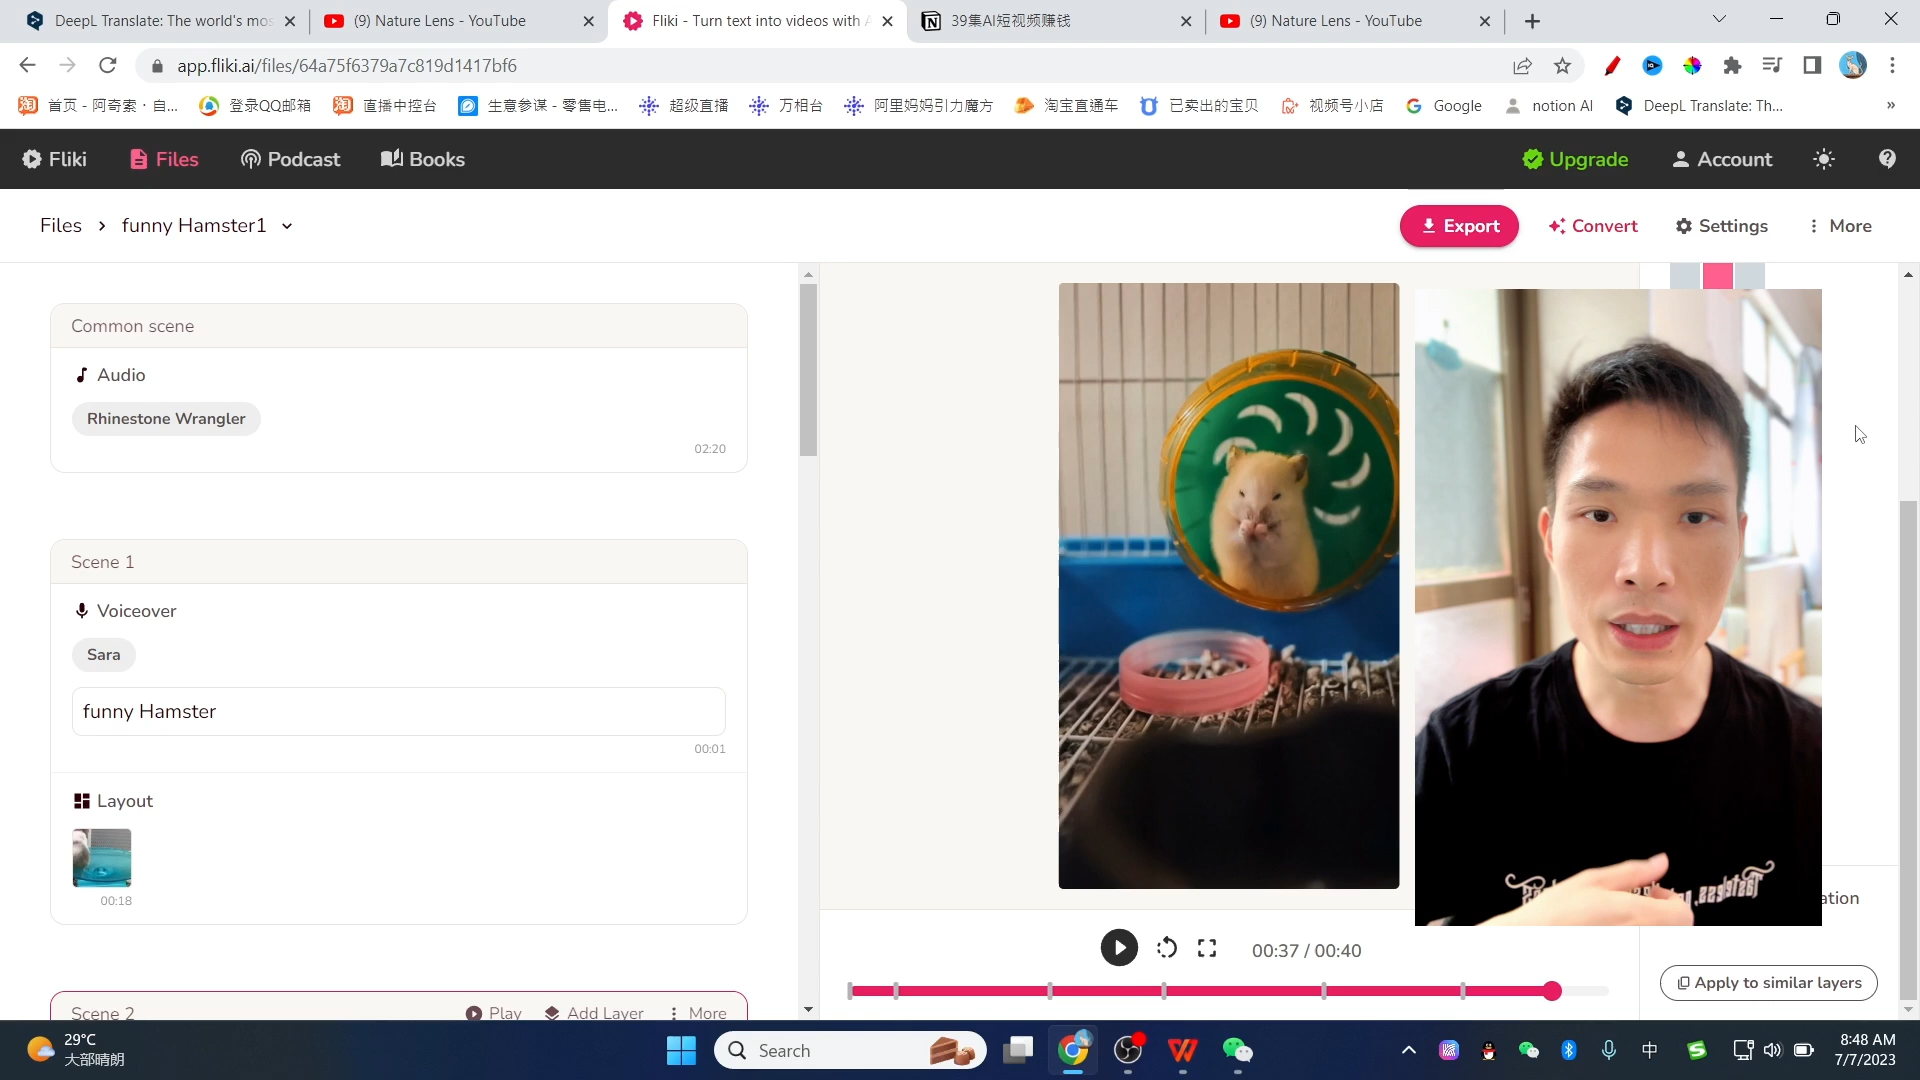 DeepL Translate: The world's mos
(9) Nature Lens - YouTube
Fliki - Turn text into videos with A
39集AI短视频赚钱
(9) Nature Lens - YouTube
app.fliki.ai/files/64a75f6379a7c819d1417bf6
首页 - 阿奇索 · 自...
登录QQ邮箱
直播中控台
生意参谋 - 零售电...
超级直播
万相台
阿里妈妈引力魔方
淘宝直通车
已卖出的宝贝
视频号小店
Google
notion AI
DeepL Translate: Th...
»
Fliki
Files
Podcast
Books
Upgrade
Account
Files > funny Hamster1
Export
Convert
Settings
More
Common scene
Audio
Rhinestone Wrangler
02:20
Scene 1
Voiceover
Sara
funny Hamster
00:01
Layout
00:18
Scene 2
Play
Add Layer
More
00:37 / 00:40
ation
Apply to similar layers
29°C
大部晴朗
Search
中
8:48 AM
7/7/2023